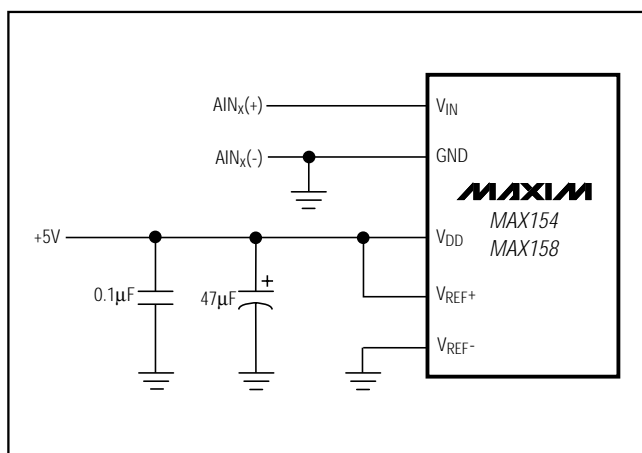 AINx(+)
VIN
AINx(-)
GND
MAXIM
MAX154
MAX158
+5V
VDD
0.1μF
47μF
+
VREF+
VREF-